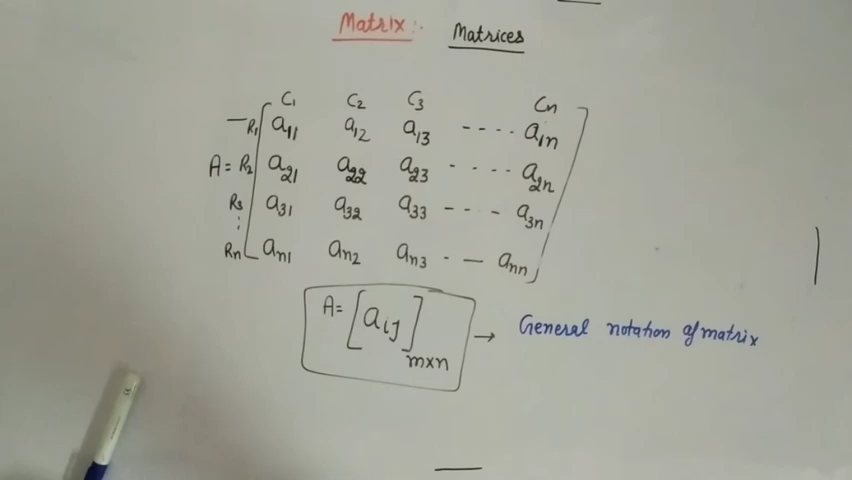 Matrix:- Matrices
C1 C2 C3 Cn
R1 a11 a12 a13 ---- a1n
A= R2 a21 a22 a23 ---- a2n
R3 a31 a32 a33 --- - a3n
⋮
Rn an1 an2 an3 - — ann
A= [aij]m×n → General notation of matrix